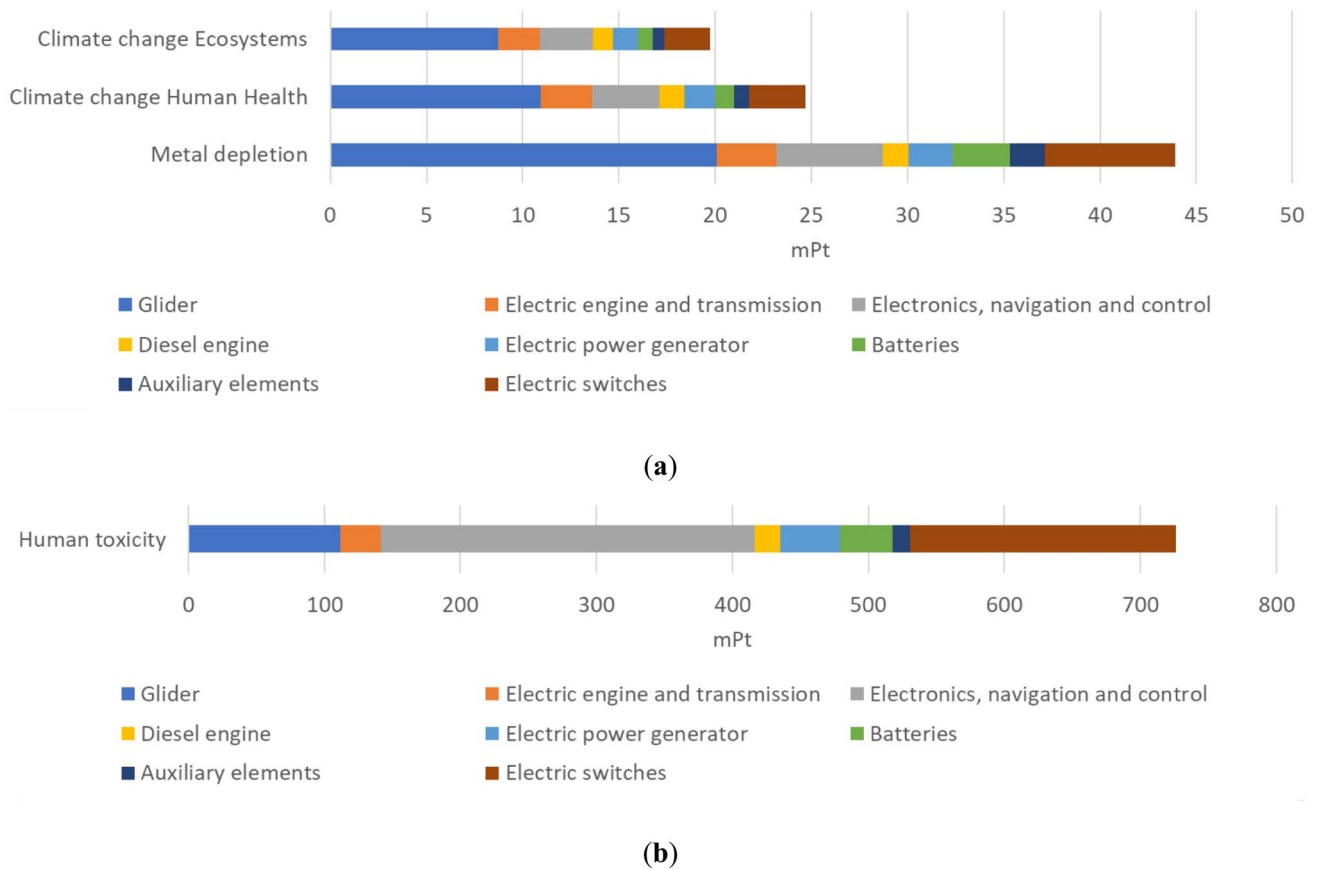 Climate change Ecosystems
Climate change Human Health
Metal depletion
0 5 10 15 20 25 30 35 40 45 50
mPt
Glider Electric engine and transmission Electronics, navigation and control
Diesel engine Electric power generator Batteries
Auxiliary elements Electric switches
(a)
Human toxicity
0 100 200 300 400 500 600 700 800
mPt
Glider Electric engine and transmission Electronics, navigation and control
Diesel engine Electric power generator Batteries
Auxiliary elements Electric switches
(b)